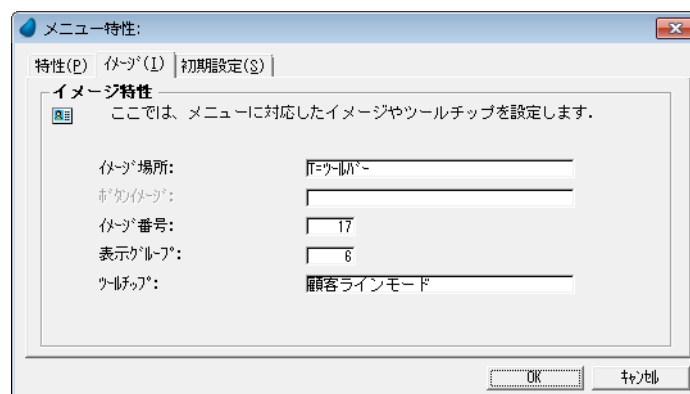 メニュー特性:
特性(P) ｲﾒｰｼﾞ(I) 初期設定(S)
イメージ特性
ここでは、メニューに対応したイメージやツールチップを設定します.
ｲﾒｰｼﾞ場所: T=ﾂｰﾙﾊﾞｰ
ﾎﾞﾀﾝｲﾒｰｼﾞ:
ｲﾒｰｼﾞ番号: 17
表示ｸﾞﾙｰﾌﾟ: 6
ﾂｰﾙﾁｯﾌﾟ: 顧客ラインモード
OK ｷｬﾝｾﾙ